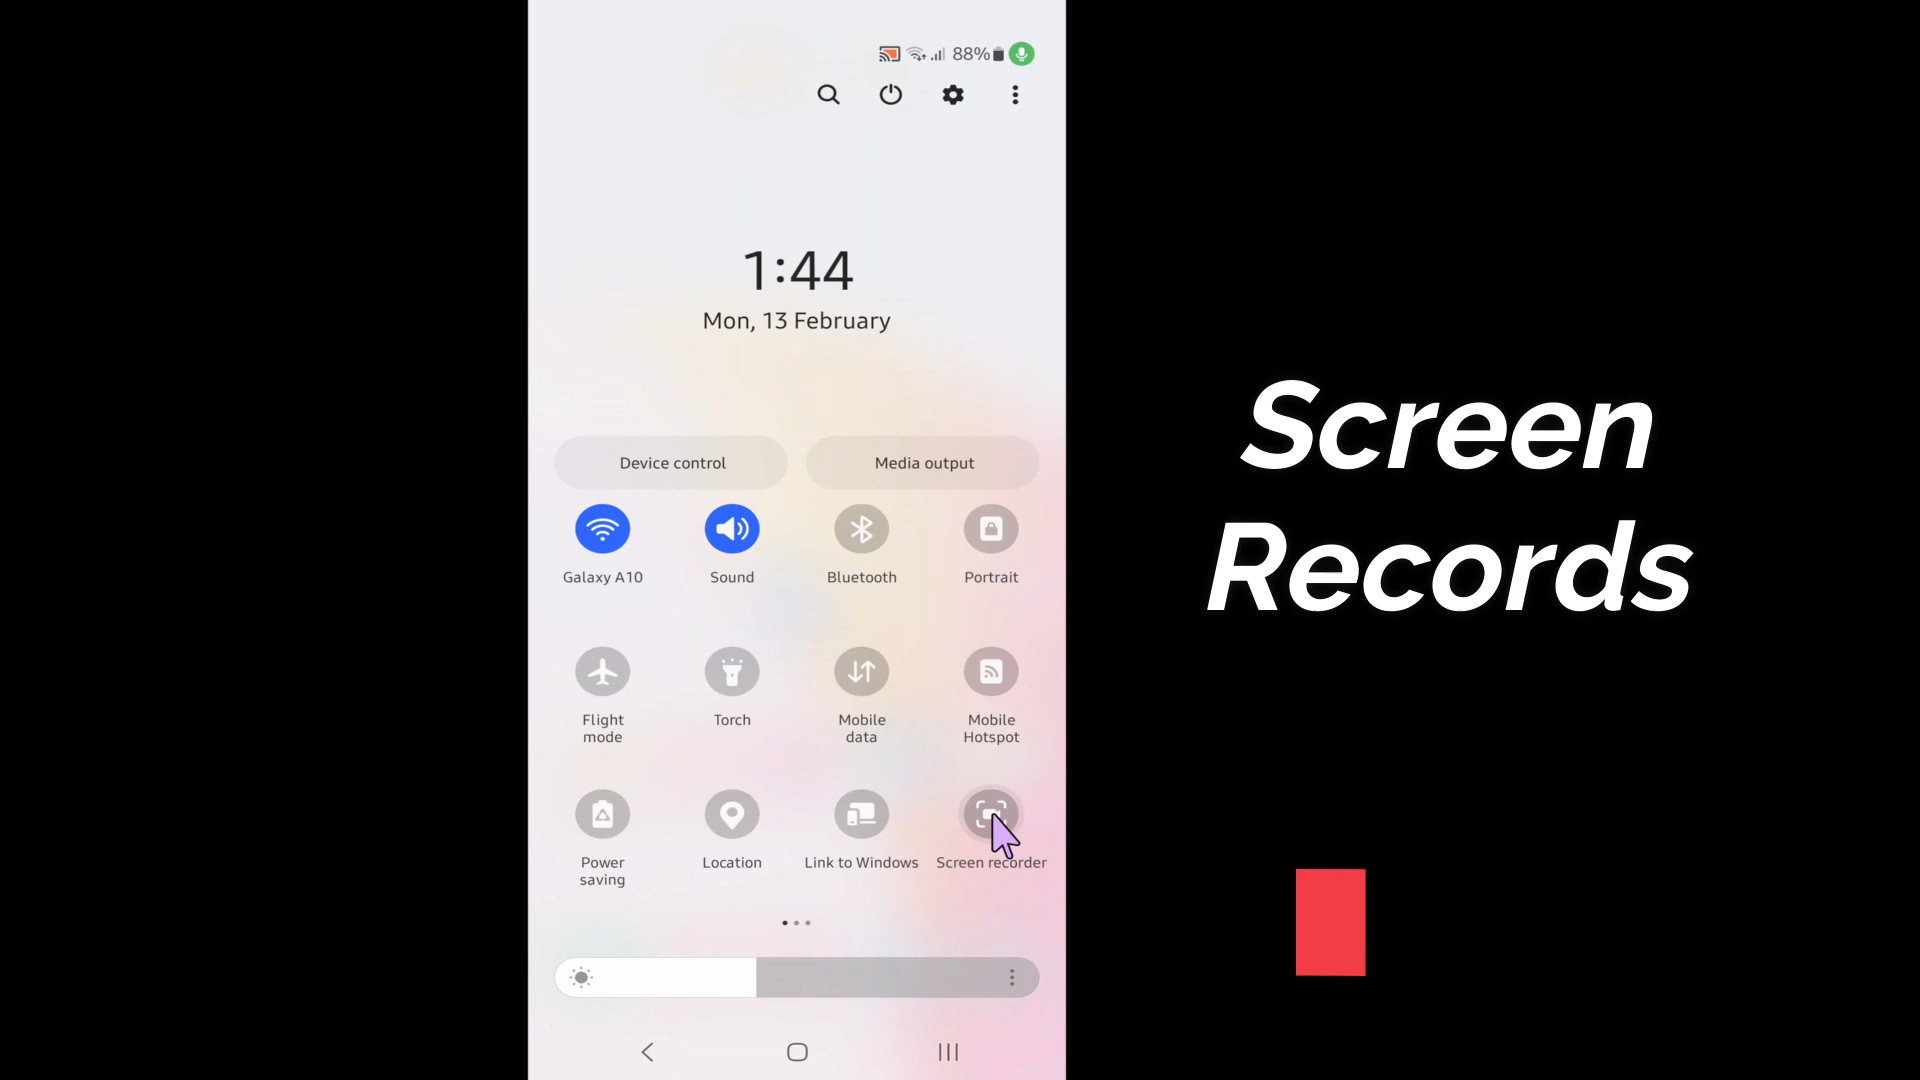 88%
1:44
Mon, 13 February
Device control
Media output
Galaxy A10
Sound
Bluetooth
Portrait
Flight
mode
Torch
Mobile
data
Mobile
Hotspot
Power
saving
Location
Link to Windows
Screen recorder
Screen
Records